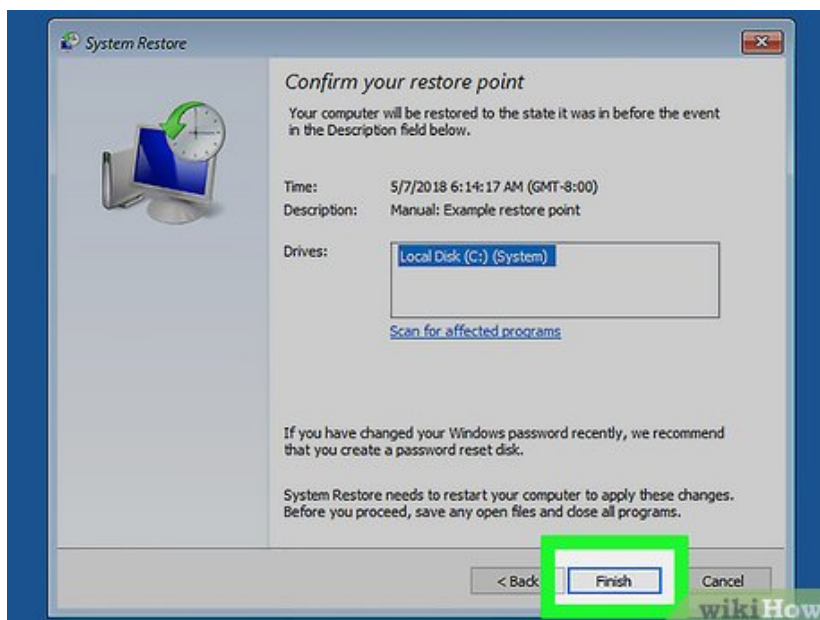 System Restore
Confirm your restore point
Your computer will be restored to the state it was in before the event
in the Description field below.
Time: 5/7/2018 6:14:17 AM (GMT-8:00)
Description: Manual: Example restore point
Drives: Local Disk (C:) (System)
Scan for affected programs
If you have changed your Windows password recently, we recommend
that you create a password reset disk.
System Restore needs to restart your computer to apply these changes.
Before you proceed, save any open files and close all programs.
< Back Finish Cancel
wikiHow